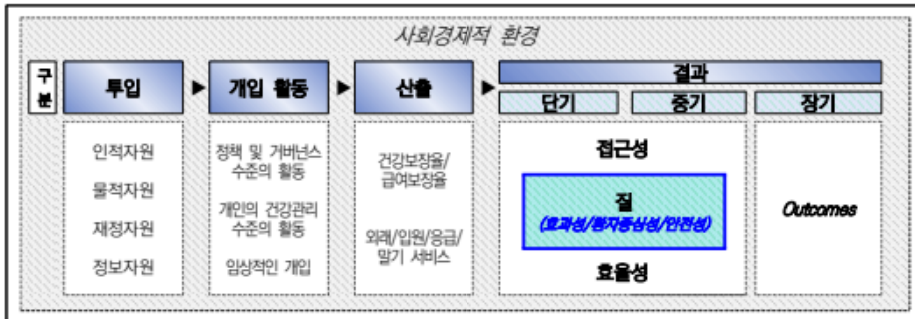 사회경제적 환경
구분
투입
개입 활동
산출
결과
단기
중기
장기
인적자원
물적자원
재정자원
정보자원
정책 및 거버넌스
수준의 활동
개인의 건강관리
수준의 활동
임상적인 개입
건강보장율/
급여보장율
외래/입원/응급/
말기 서비스
접근성
질
(효과성/환자중심성/안전성)
효율성
Outcomes